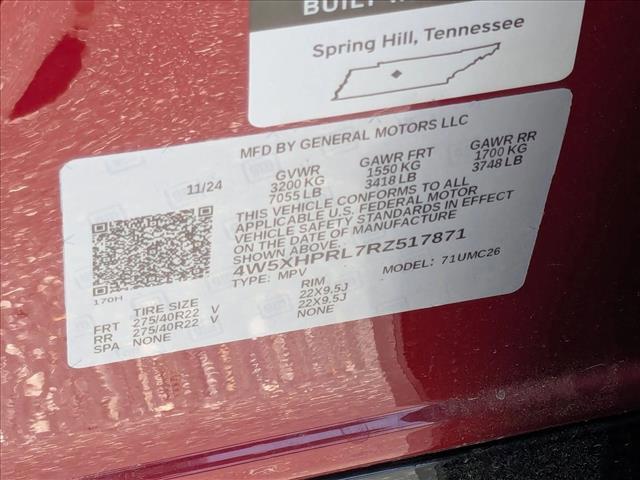 BUILT
Spring Hill, Tennessee
MFD BY GENERAL MOTORS LLC
11/24
GVWR
3200 KG
7055 LB
GAWR FRT
1550 KG
3418 LB
GAWR RR
1700 KG
3748 LB
THIS VEHICLE CONFORMS TO ALL
APPLICABLE U.S. FEDERAL MOTOR
VEHICLE SAFETY STANDARDS IN EFFECT
ON THE DATE OF MANUFACTURE
SHOWN ABOVE.
4W5XHPRL7RZ517871
TYPE: MPV MODEL: 71UMC26
170H
TIRE SIZE RIM
FRT 275/40R22 V 22X9.5J
RR 275/40R22 V 22X9.5J
SPA NONE NONE